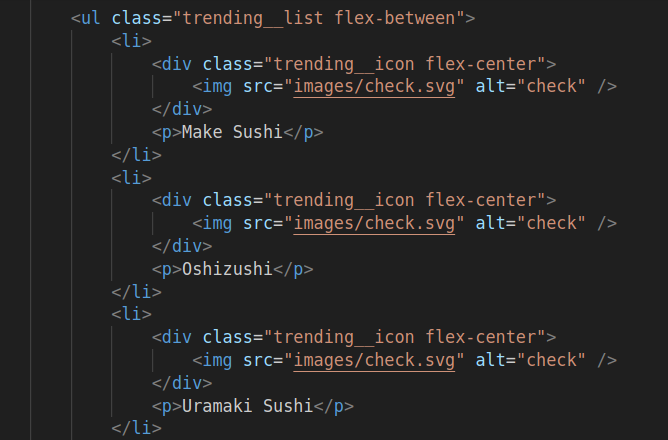 <ul class="trending__list flex-between">
<li>
<div class="trending__icon flex-center">
<img src="images/check.svg" alt="check" />
</div>
<p>Make Sushi</p>
</li>
<li>
<div class="trending__icon flex-center">
<img src="images/check.svg" alt="check" />
</div>
<p>Oshizushi</p>
</li>
<li>
<div class="trending__icon flex-center">
<img src="images/check.svg" alt="check" />
</div>
<p>Uramaki Sushi</p>
</li>